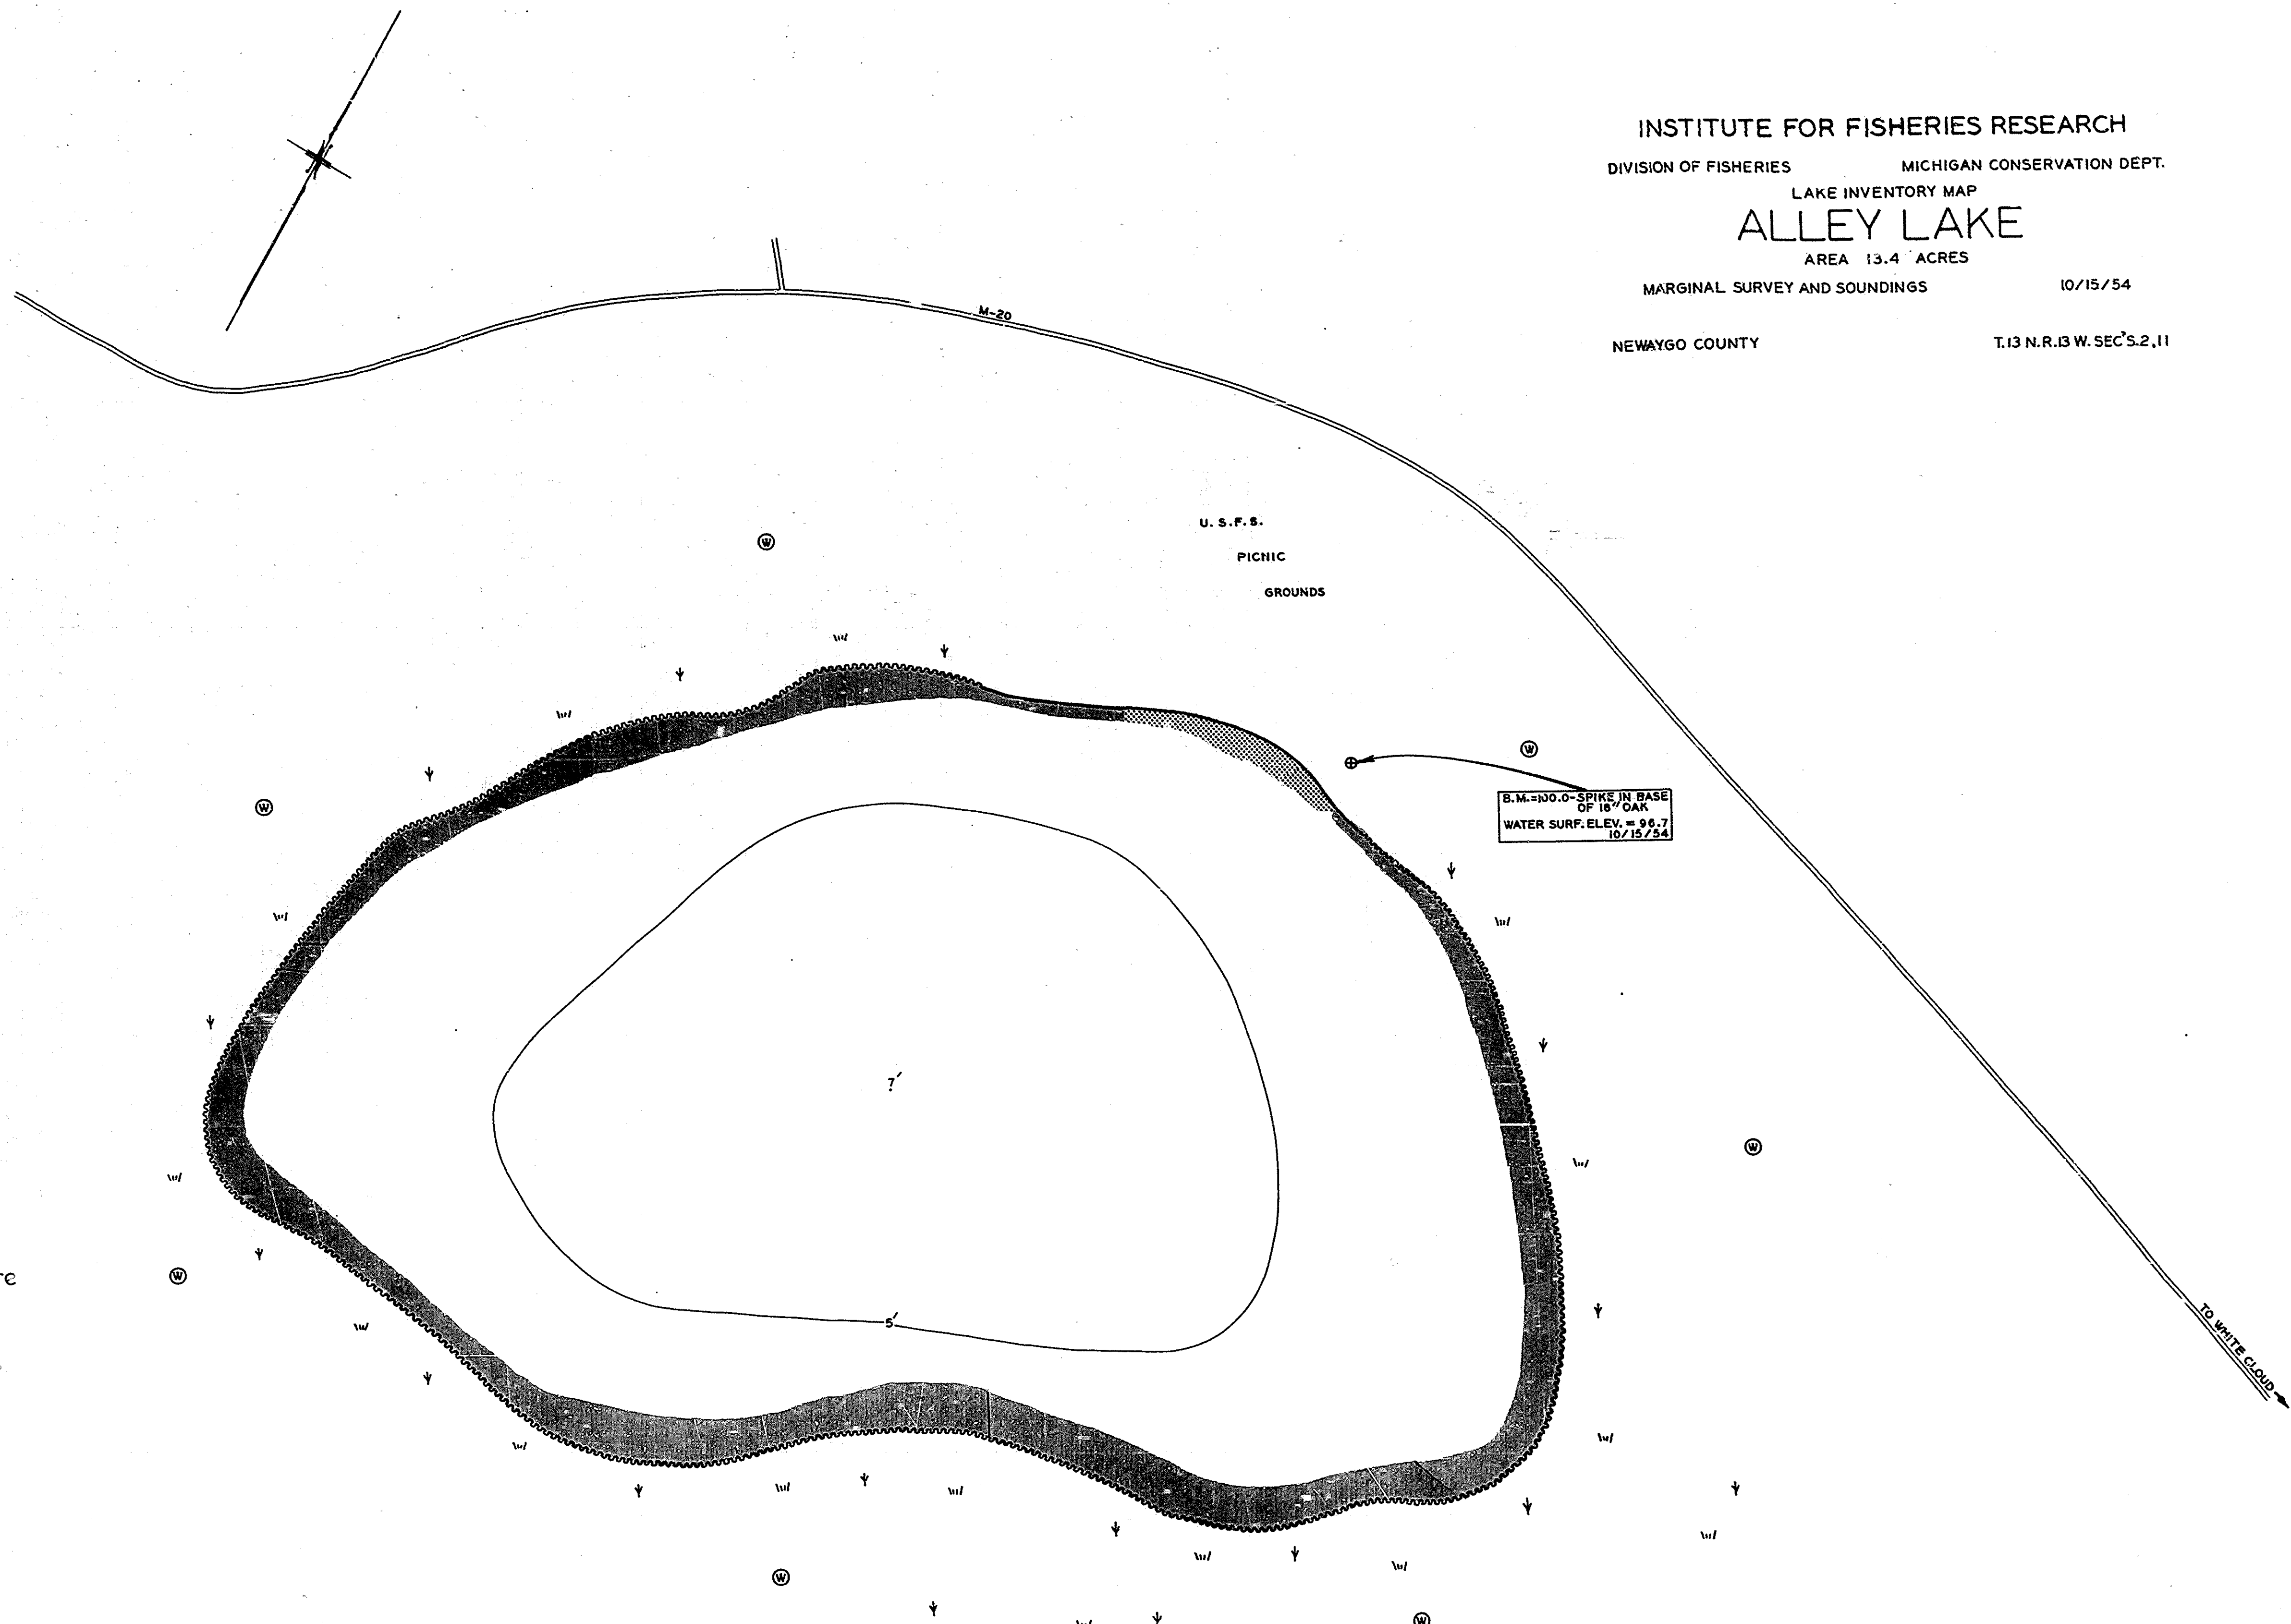 INSTITUTE FOR FISHERIES RESEARCH
DIVISION OF FISHERIES MICHIGAN CONSERVATION DEPT.
LAKE INVENTORY MAP
ALLEY LAKE
AREA 13.4 ACRES
MARGINAL SURVEY AND SOUNDINGS 10/15/54
NEWAYGO COUNTY T.13 N.R.13 W. SEC'S.2,11
M-20
U.S.F.S.
PICNIC
GROUNDS
W
W
B.M.=100.0-SPIKE IN BASE
OF 18" OAK
WATER SURF. ELEV. = 96.7
10/15/54
W
7'
W
W
5'
TO WHITE CLOUD
W
W